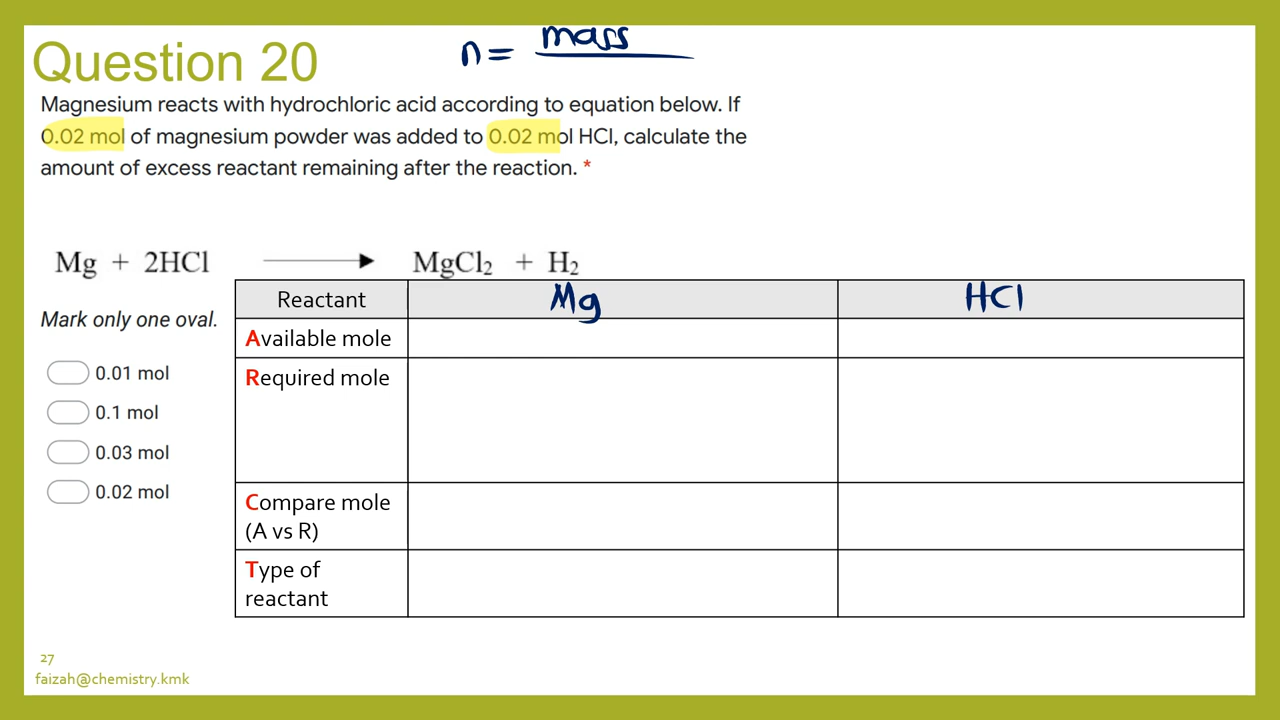 Question 20
n = mass
Magnesium reacts with hydrochloric acid according to equation below. If
0.02 mol of magnesium powder was added to 0.02 mol HCl, calculate the
amount of excess reactant remaining after the reaction. *
Mg + 2HCl → MgCl₂ + H₂
Mark only one oval.
0.01 mol
0.1 mol
0.03 mol
0.02 mol
Reactant Mg HCl
Available mole
Required mole
Compare mole
(A vs R)
Type of
reactant
27
faizah@chemistry.kmk